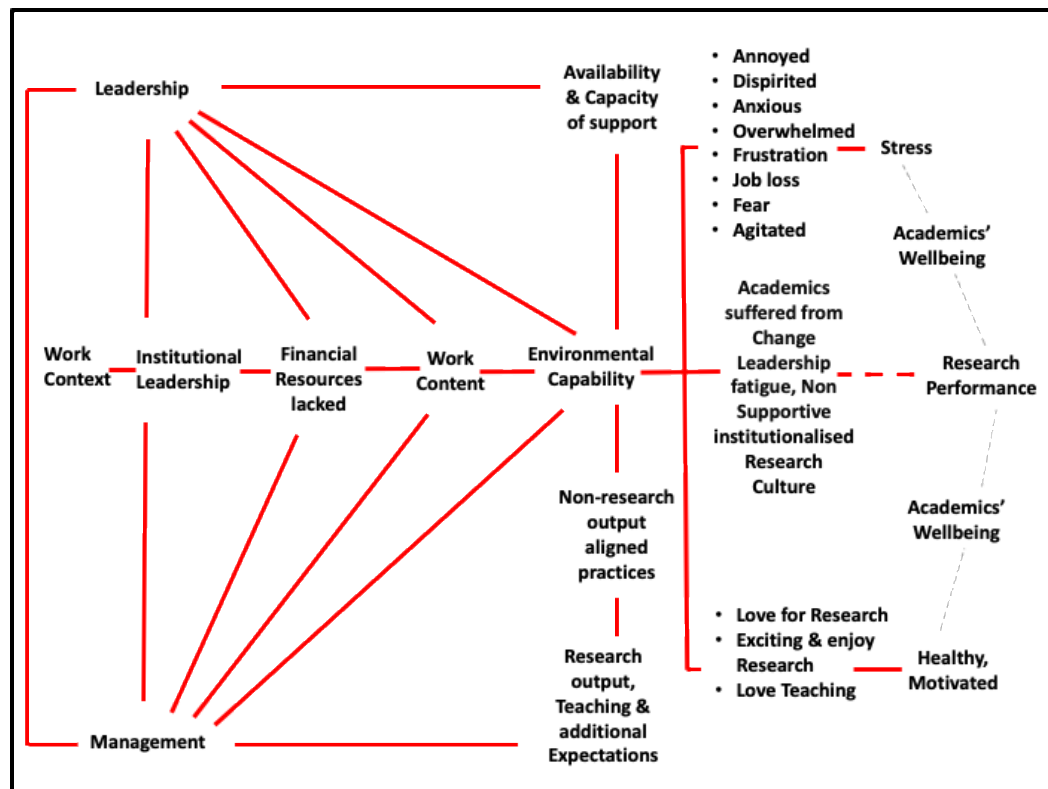 Leadership
Availability
& Capacity
of support
• Annoyed
• Dispirited
• Anxious
• Overwhelmed
• Frustration
• Job loss
• Fear
• Agitated
Stress
Academics'
Wellbeing
Work
Context
Institutional
Leadership
Financial
Resources
lacked
Work
Content
Environmental
Capability
Academics
suffered from
Change
Leadership
fatigue, Non
Supportive
institutionalised
Research
Culture
Research
Performance
Non-research
output
aligned
practices
Academics'
Wellbeing
Management
Research
output,
Teaching &
additional
Expectations
• Love for Research
• Exciting & enjoy
Research
• Love Teaching
Healthy,
Motivated